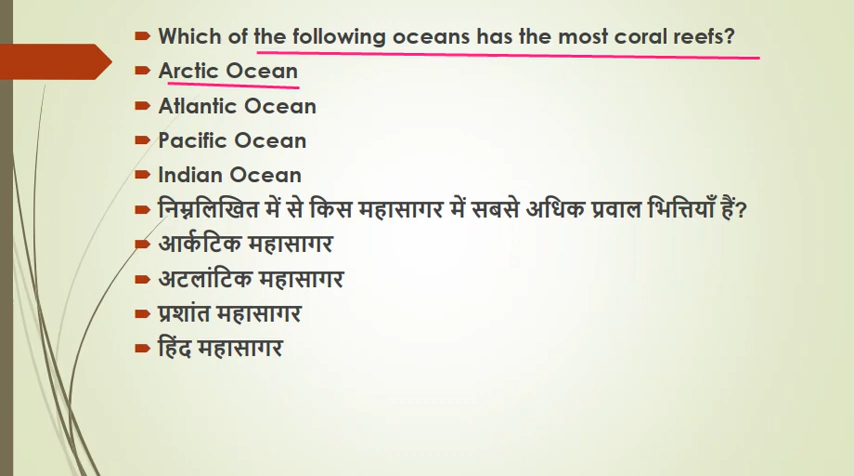 Which of the following oceans has the most coral reefs?
Arctic Ocean
Atlantic Ocean
Pacific Ocean
Indian Ocean
निम्नलिखित में से किस महासागर में सबसे अधिक प्रवाल भित्तियाँ हैं?
आर्कटिक महासागर
अटलांटिक महासागर
प्रशांत महासागर
हिंद महासागर